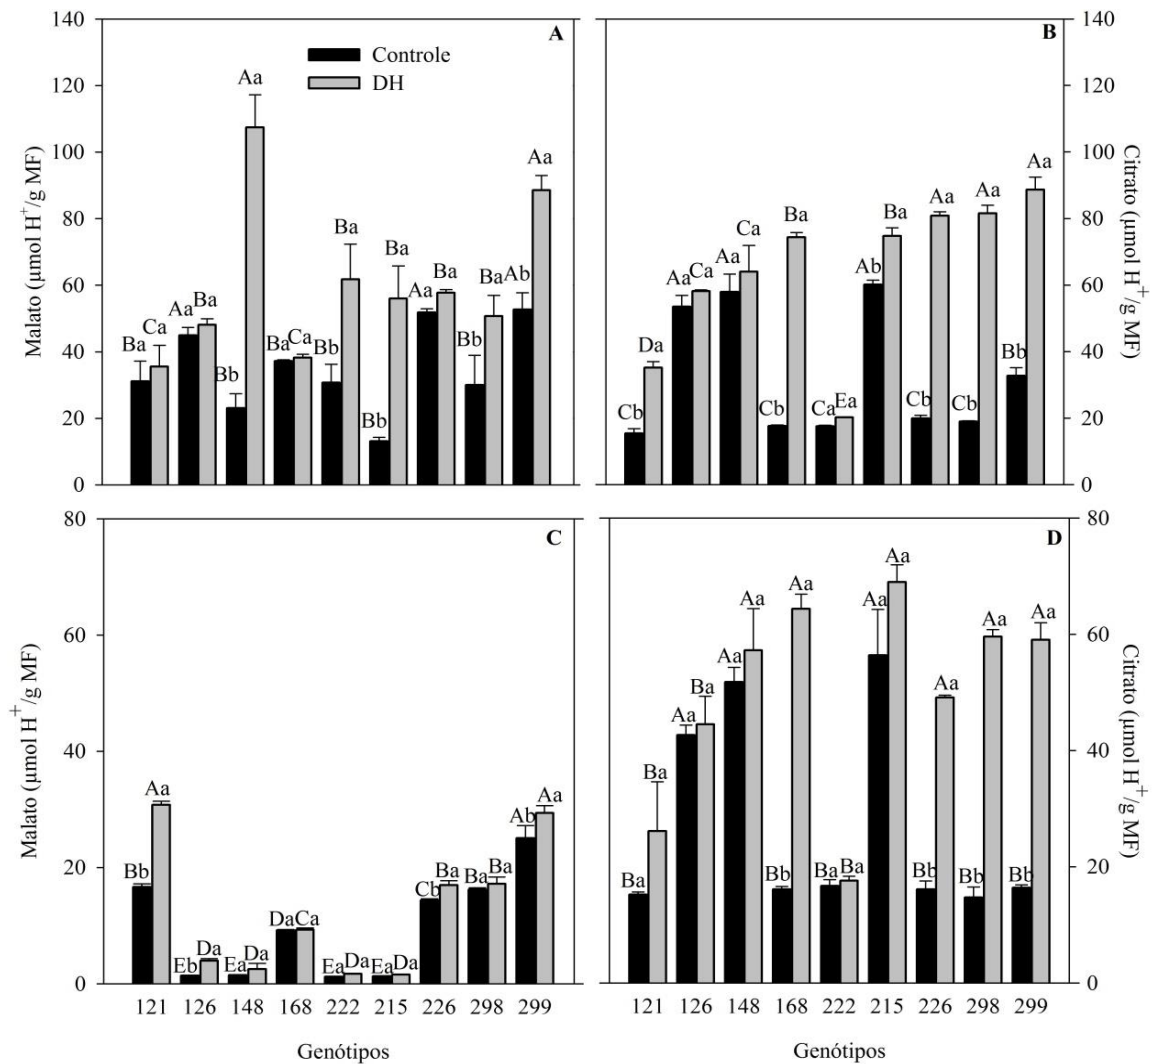 A
Controle
DH
Malato (µmol H⁺/g MF)
140
120
100
80
60
40
20
0
Ba Ca Aa Ba Bb Aa Ba Ca Bb Ba Bb Ba Aa Ba Bb Ba Ab Aa
B
Citrato (µmol H⁺/g MF)
140
120
100
80
60
40
20
0
Cb Da Aa Ca Aa Ca Cb Ba Ca Ea Ab Ba Cb Aa Cb Aa Bb Aa
C
Malato (µmol H⁺/g MF)
80
60
40
20
0
Bb Aa Eb Da Ea Da Da Ca Ea Da Ea Da Cb Ba Ba Ba Ab Aa
121 126 148 168 222 215 226 298 299
Genótipos
D
Citrato (µmol H⁺/g MF)
80
60
40
20
0
Ba Ba Aa Ba Aa Aa Bb Aa Ba Ba Aa Aa Bb Aa Bb Aa Bb Aa
121 126 148 168 222 215 226 298 299
Genótipos